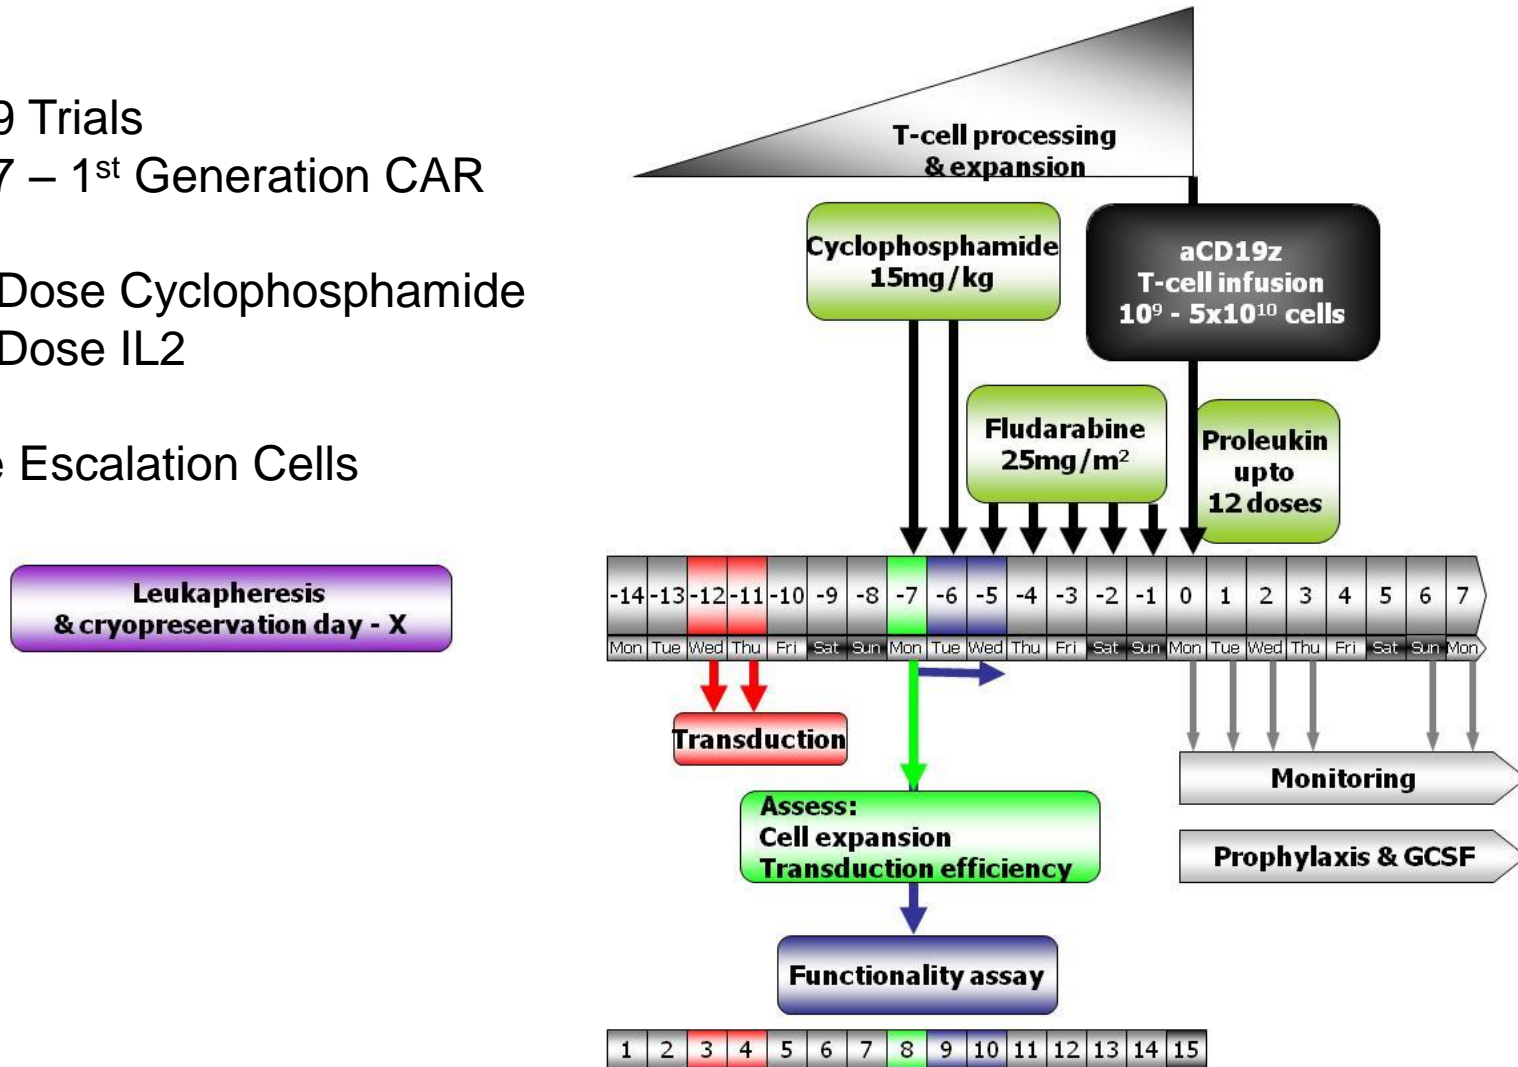 9 Trials
7 – 1st Generation CAR
Dose Cyclophosphamide
Dose IL2
e Escalation Cells
Leukapheresis
& cryopreservation day - X
T-cell processing
& expansion
Cyclophosphamide
15mg/kg
aCD19z
T-cell infusion
10⁹ - 5x10¹⁰ cells
Fludarabine
25mg/m²
Proleukin
upto
12 doses
-14 -13 -12 -11 -10 -9 -8 -7 -6 -5 -4 -3 -2 -1 0 1 2 3 4 5 6 7
Mon Tue Wed Thu Fri Sat Sun Mon Tue Wed Thu Fri Sat Sun Mon Tue Wed Thu Fri Sat Sun Mon
Transduction
Assess:
Cell expansion
Transduction efficiency
Functionality assay
Monitoring
Prophylaxis & GCSF
1 2 3 4 5 6 7 8 9 10 11 12 13 14 15